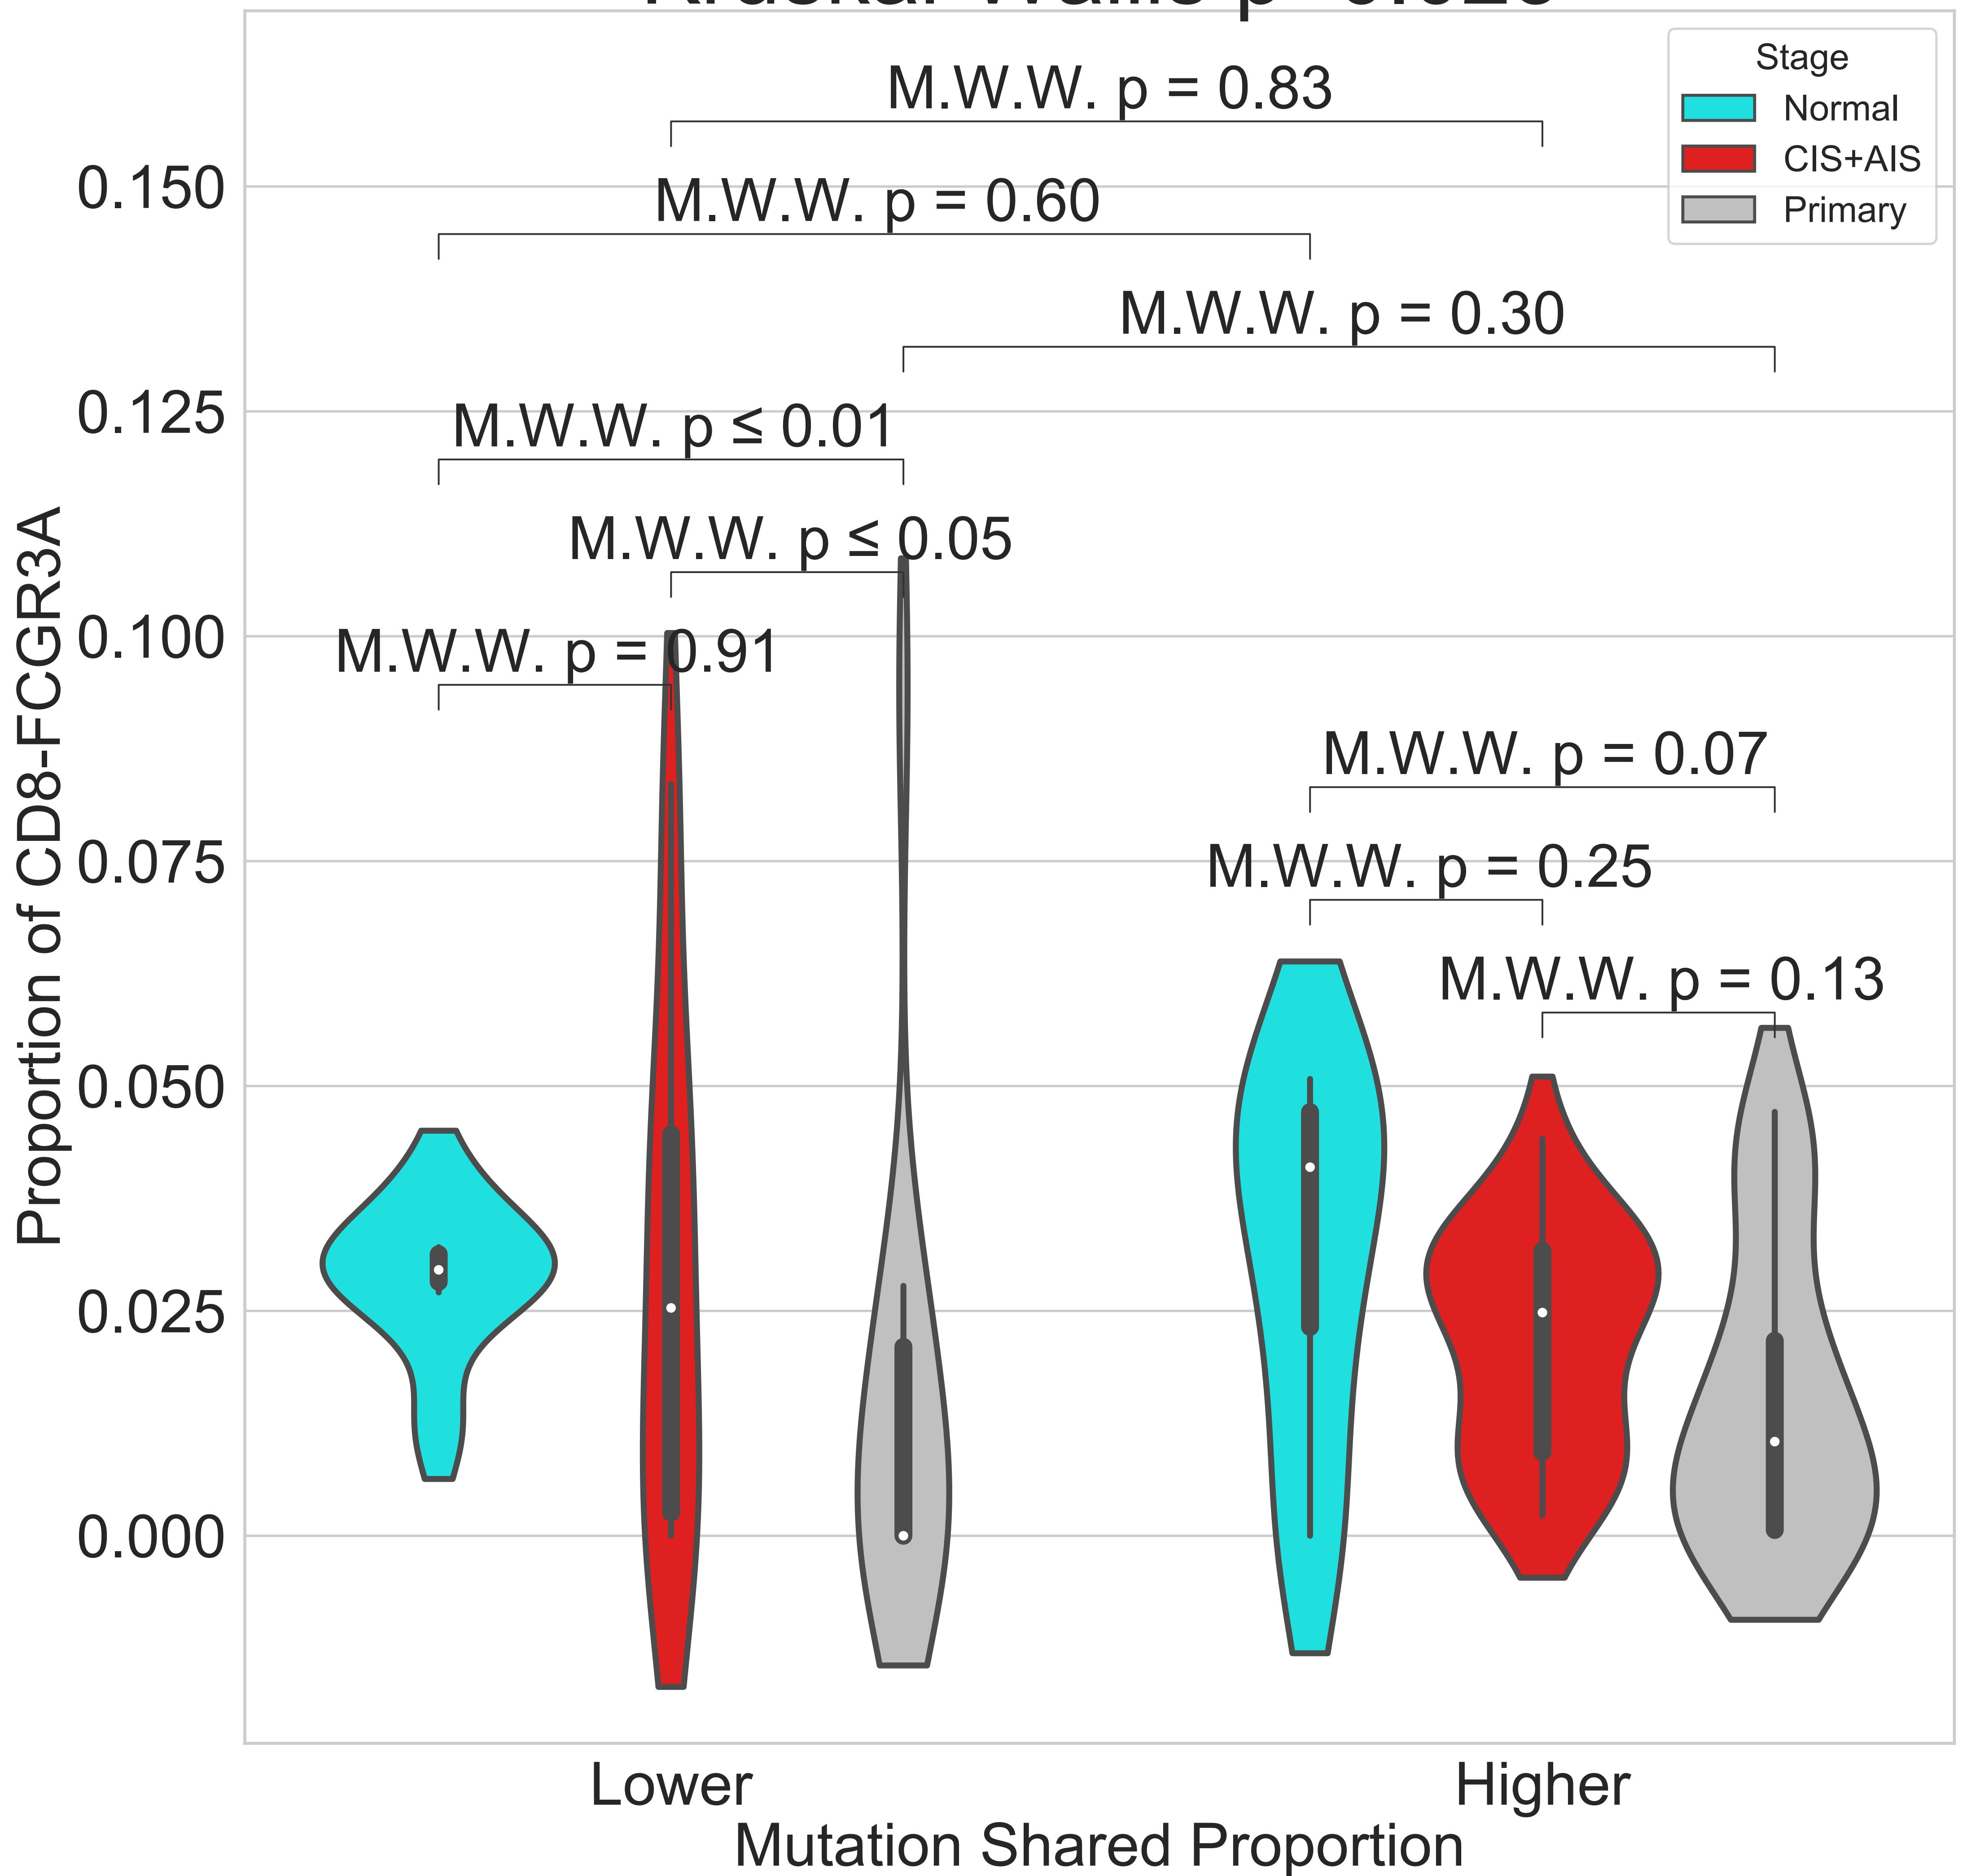 Stage
Normal
CIS+AIS
Primary
M.W.W. p = 0.83
M.W.W. p = 0.60
M.W.W. p = 0.30
M.W.W. p ≤ 0.01
M.W.W. p ≤ 0.05
M.W.W. p = 0.91
M.W.W. p = 0.07
M.W.W. p = 0.25
M.W.W. p = 0.13
0.150
0.125
0.100
0.075
0.050
0.025
0.000
Proportion of CD8-FCGR3A
Lower
Higher
Mutation Shared Proportion